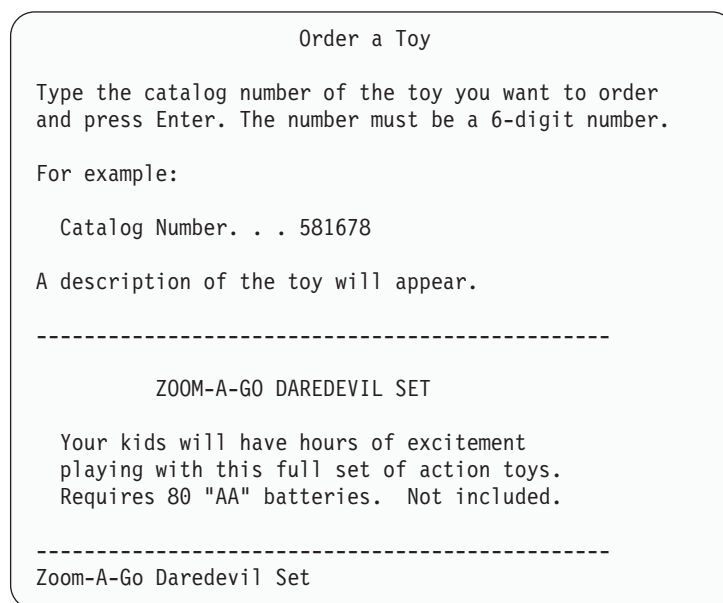 Order a Toy
Type the catalog number of the toy you want to order
and press Enter. The number must be a 6-digit number.
For example:
Catalog Number. . . 581678
A description of the toy will appear.
------------------------------------------------
ZOOM-A-GO DAREDEVIL SET
Your kids will have hours of excitement
playing with this full set of action toys.
Requires 80 "AA" batteries.  Not included.
------------------------------------------------
Zoom-A-Go Daredevil Set